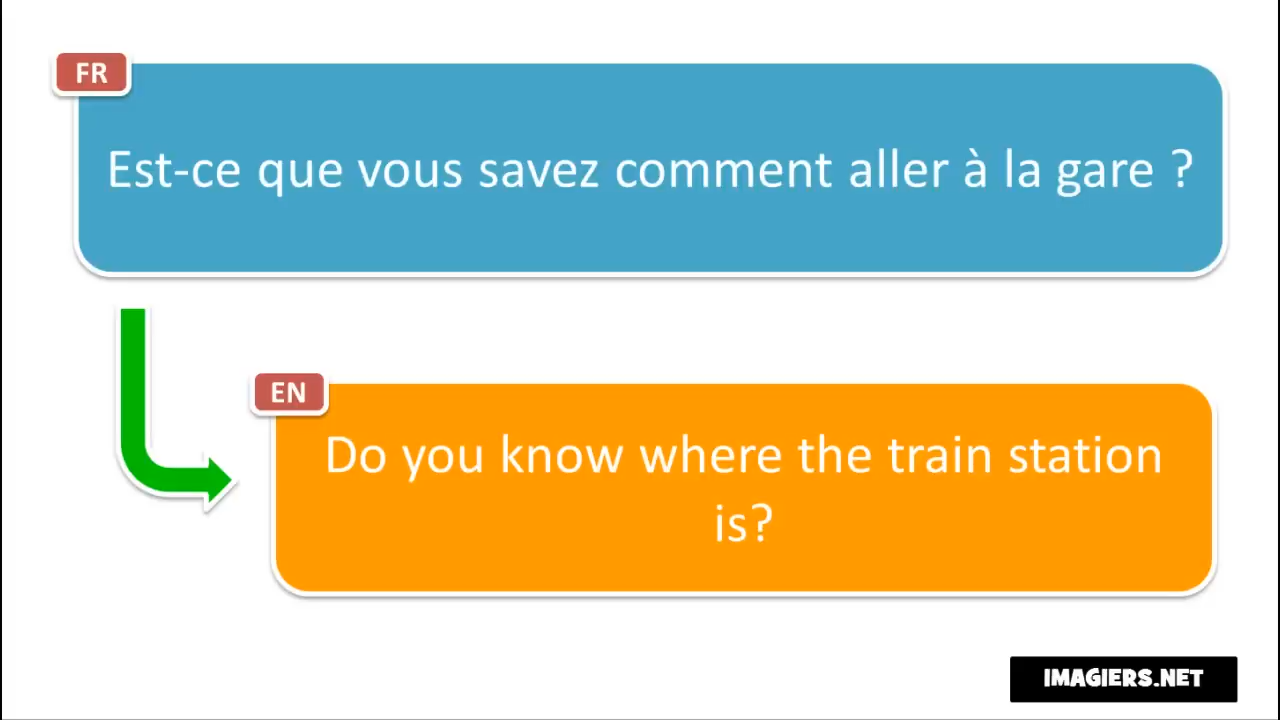 FR
Est-ce que vous savez comment aller à la gare ?
EN
Do you know where the train station
is?
IMAGIERS.NET